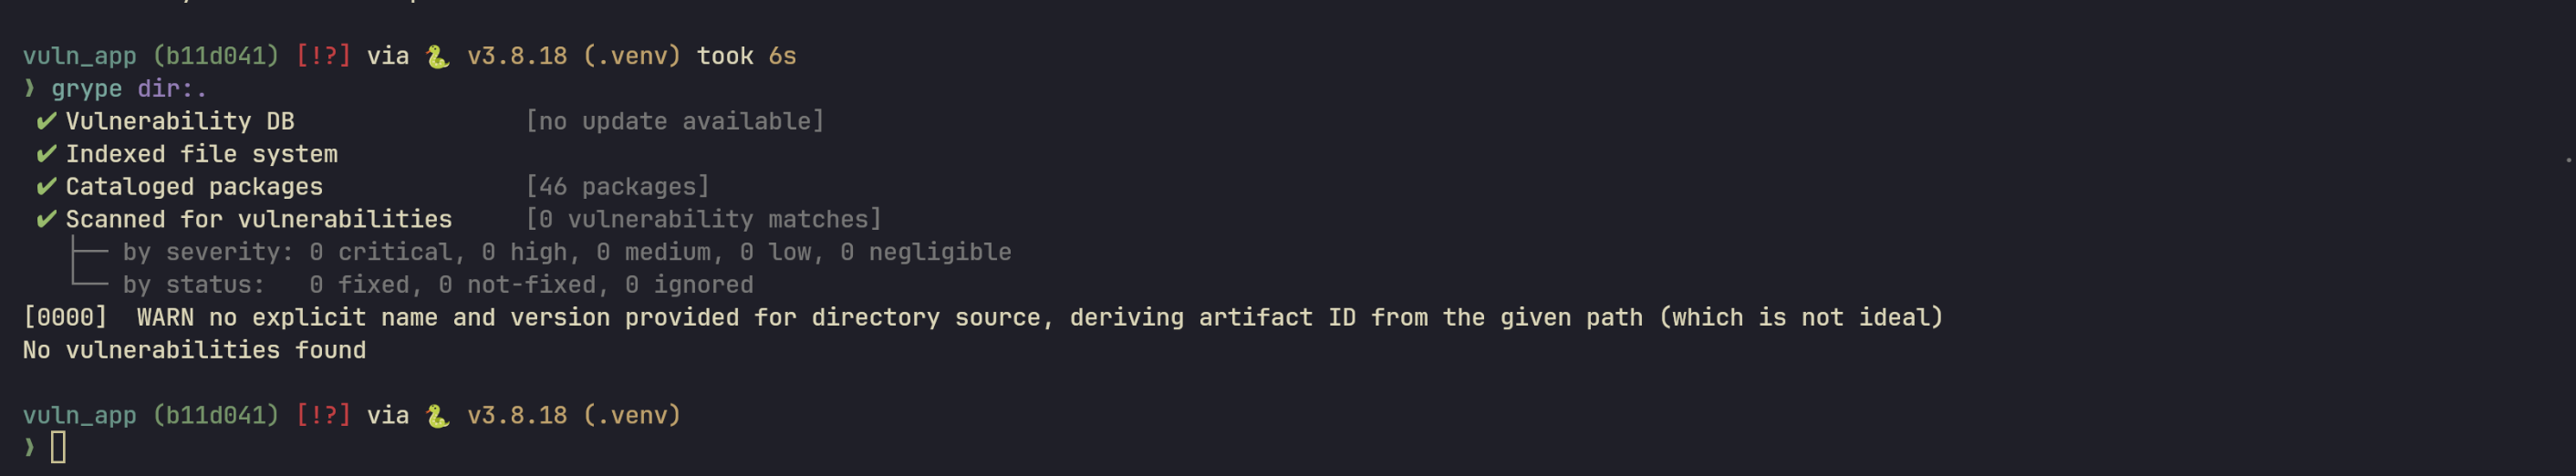 vuln_app (b11d041) [!?] via 🐍 v3.8.18 (.venv) took 6s
❯ grype dir:.
✔ Vulnerability DB [no update available]
✔ Indexed file system
✔ Cataloged packages [46 packages]
✔ Scanned for vulnerabilities [0 vulnerability matches]
├── by severity: 0 critical, 0 high, 0 medium, 0 low, 0 negligible
└── by status: 0 fixed, 0 not-fixed, 0 ignored
[0000] WARN no explicit name and version provided for directory source, deriving artifact ID from the given path (which is not ideal)
No vulnerabilities found
vuln_app (b11d041) [!?] via 🐍 v3.8.18 (.venv)
❯